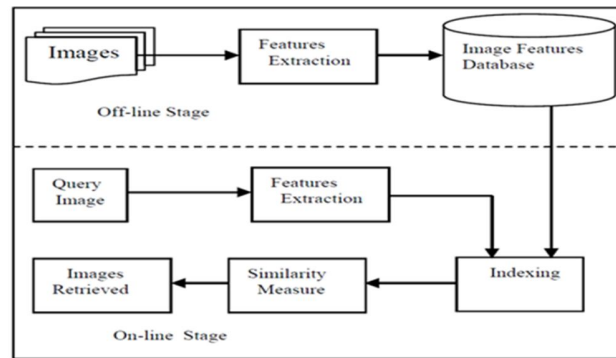 Images
Features
Extraction
Image Features
Database
Off-line Stage
Query
Image
Features
Extraction
Images
Retrieved
Similarity
Measure
Indexing
On-line Stage